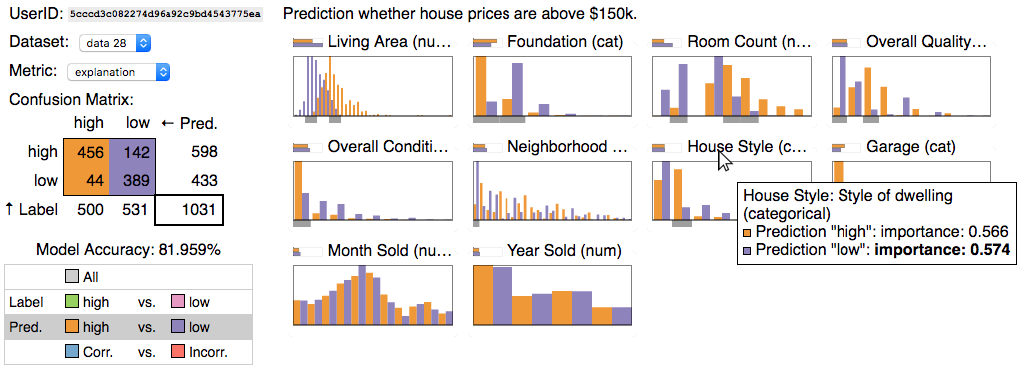 UserID: 5cccd3c082274d96a92c9bd4543775ea
Prediction whether house prices are above $150k.
Dataset: data 28
Metric: explanation
Confusion Matrix:
high low ← Pred.
high 456 142 598
low 44 389 433
↑ Label 500 531 1031
Model Accuracy: 81.959%
All
Label high vs. low
Pred. high vs. low
Corr. vs. Incorr.
Living Area (nu...
Foundation (cat)
Room Count (n...
Overall Quality...
Overall Conditi...
Neighborhood ...
House Style (c...
Garage (cat)
House Style: Style of dwelling
(categorical)
Prediction "high": importance: 0.566
Prediction "low": importance: 0.574
Month Sold (num)
Year Sold (num)